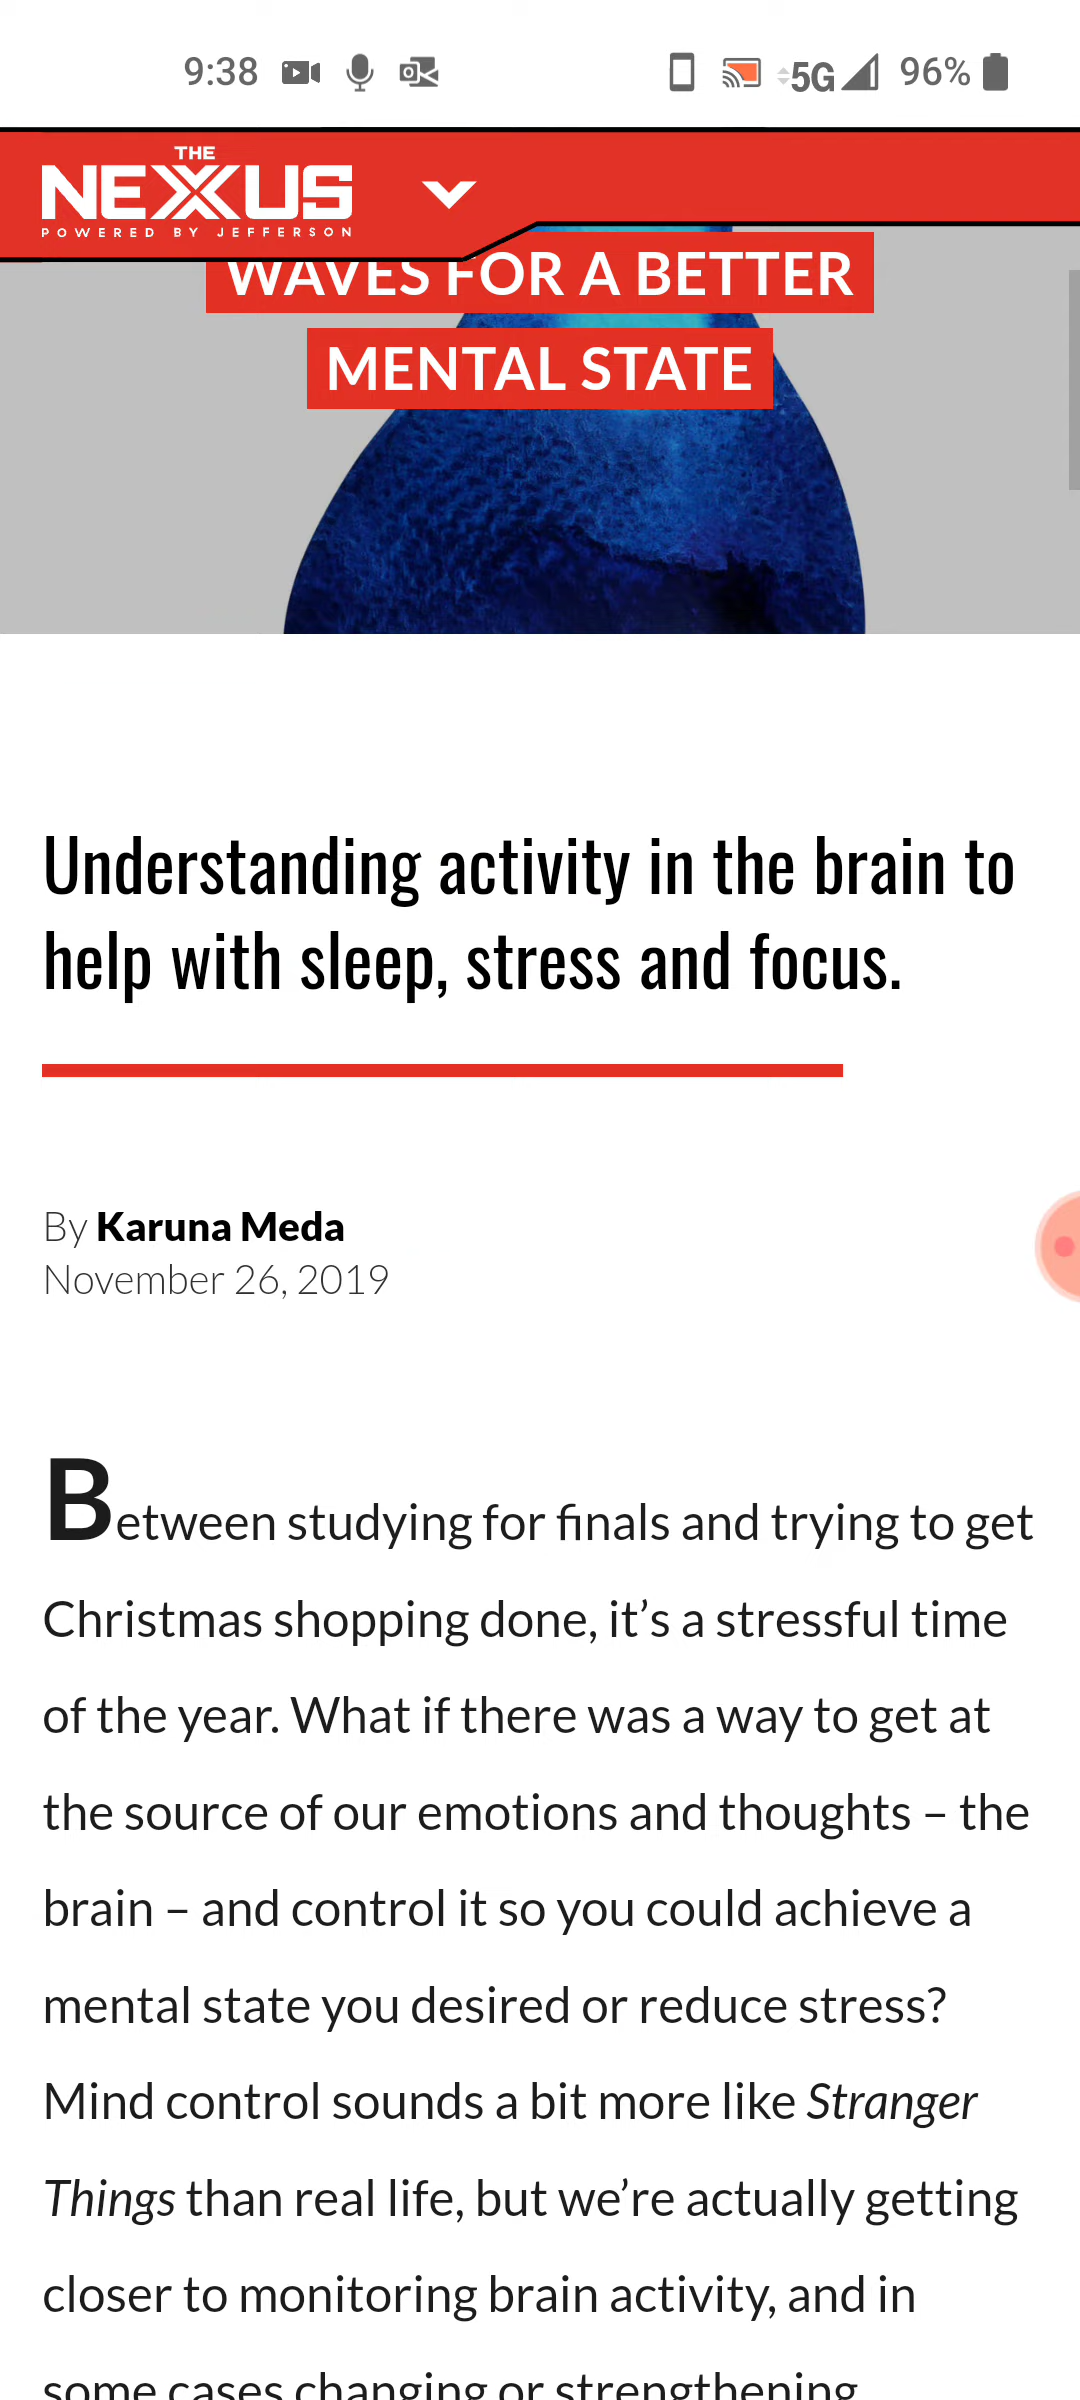 9:38
5G
96%
THE
NEXUS
POWERED BY JEFFERSON
WAVES FOR A BETTER
MENTAL STATE
Understanding activity in the brain to
help with sleep, stress and focus.
By Karuna Meda
November 26, 2019
Between studying for finals and trying to get
Christmas shopping done, it’s a stressful time
of the year. What if there was a way to get at
the source of our emotions and thoughts – the
brain – and control it so you could achieve a
mental state you desired or reduce stress?
Mind control sounds a bit more like Stranger
Things than real life, but we’re actually getting
closer to monitoring brain activity, and in
some cases changing or strengthening